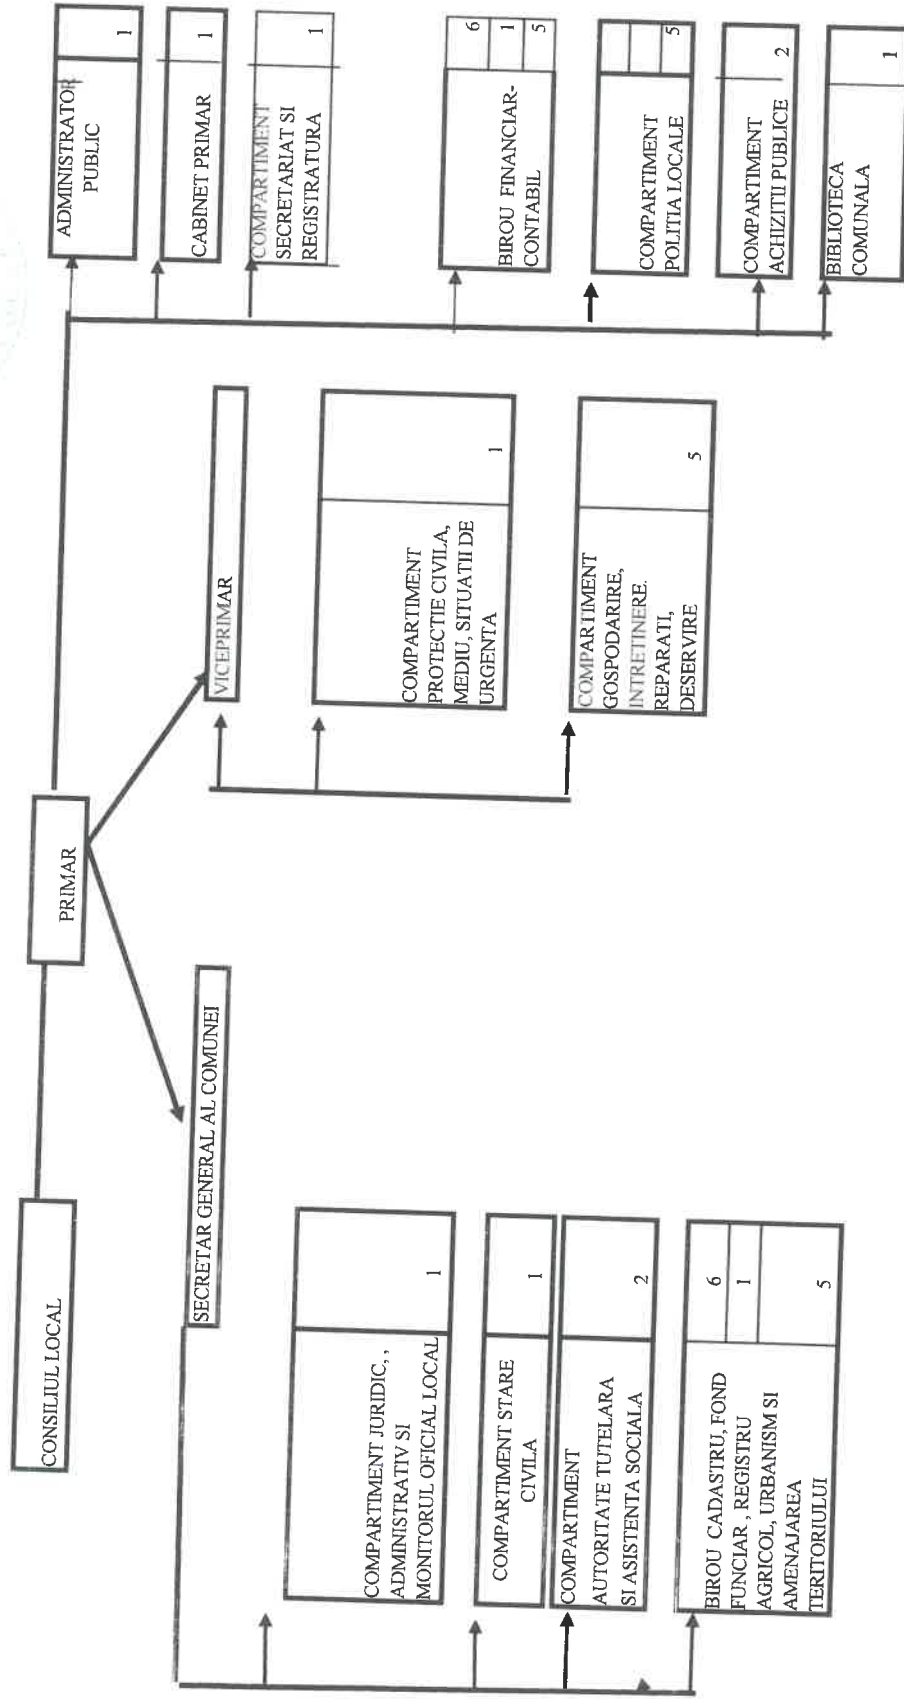 CONSILIUL LOCAL
PRIMAR
SECRETAR GENERAL AL COMUNEI
VICEPRIMAR
COMPARTIMENT JURIDIC, ,
ADMINISTRATIV SI
MONITORUL OFICIAL LOCAL
1
COMPARTIMENT STARE
CIVILA
1
COMPARTIMENT
AUTORITATE TUTELARA
SI ASISTENTA SOCIALA
2
BIROU CADASTRU, FOND
FUNCIAR , REGISTRU
AGRICOL, URBANISM SI
AMENAJAREA
TERITORIULUI
6
1
5
COMPARTIMENT
PROTECTIE CIVILA,
MEDIU, SITUATII DE
URGENTA
1
COMPARTIMENT
GOSPODARIRE,
INTRETINERE.
REPARATI,
DESERVIRE
5
ADMINISTRATOR
PUBLIC
1
CABINET PRIMAR
1
COMPARTIMENT
SECRETARIAT SI
REGISTRATURA
1
BIROU FINANCIAR-
CONTABIL
6
1
5
COMPARTIMENT
POLITIA LOCALE
5
COMPARTIMENT
ACHIZITII PUBLICE
2
BIBLIOTECA
COMUNALA
1